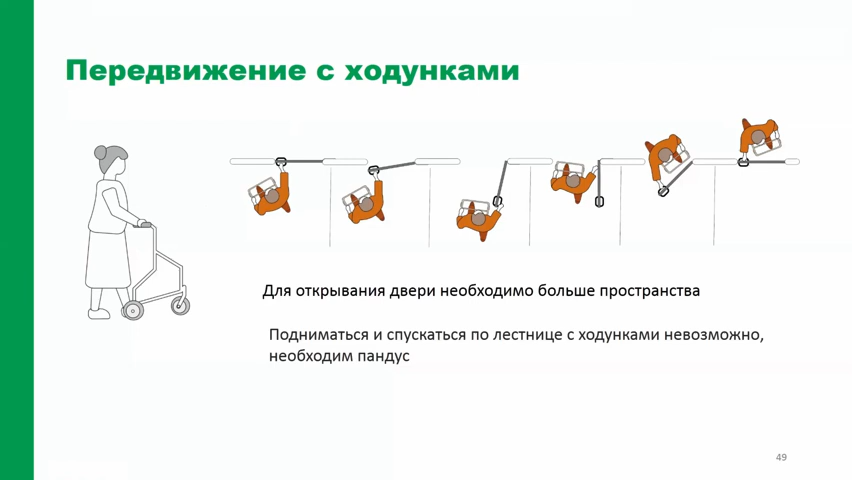 Передвижение с ходунками
Для открывания двери необходимо больше пространства
Подниматься и спускаться по лестнице с ходунками невозможно,
необходим пандус
49